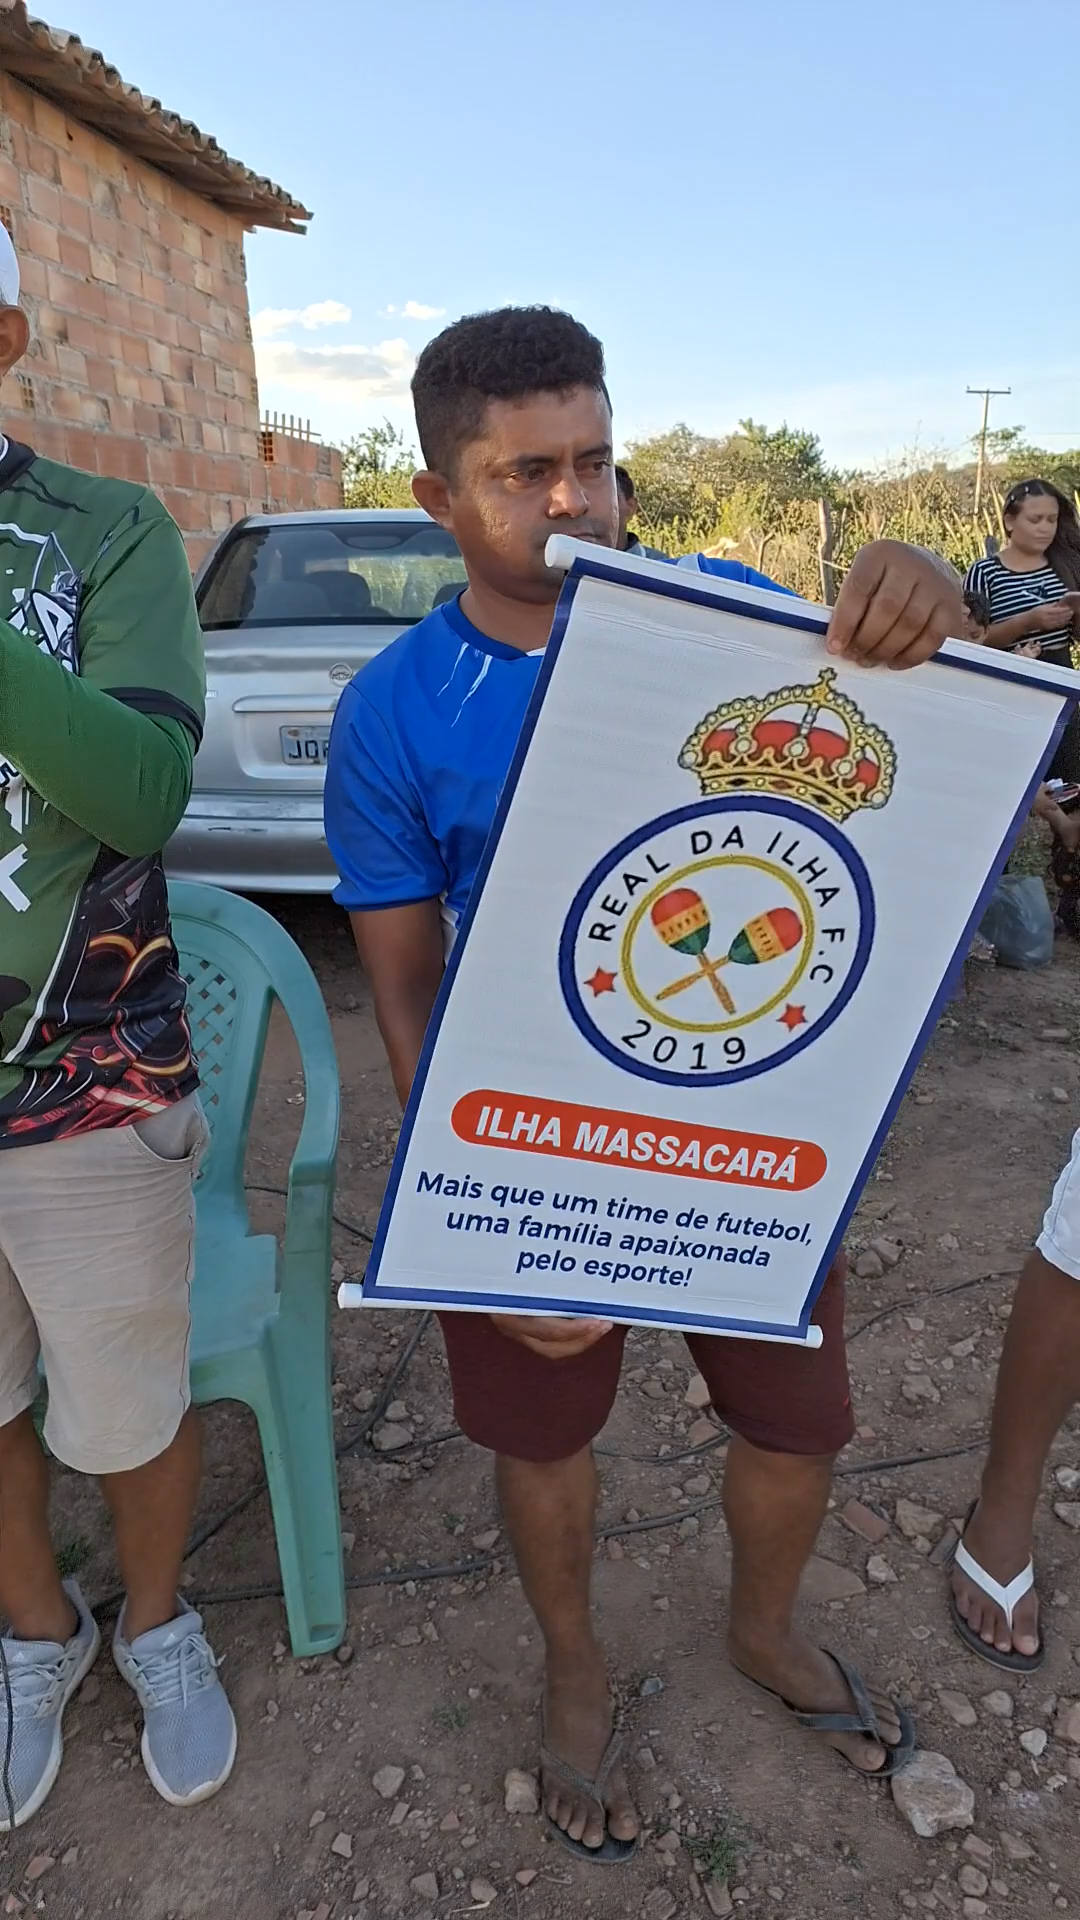 REAL DA ILHA F.C
2019
ILHA MASSACARÁ
Mais que um time de futebol,
uma família apaixonada
pelo esporte!